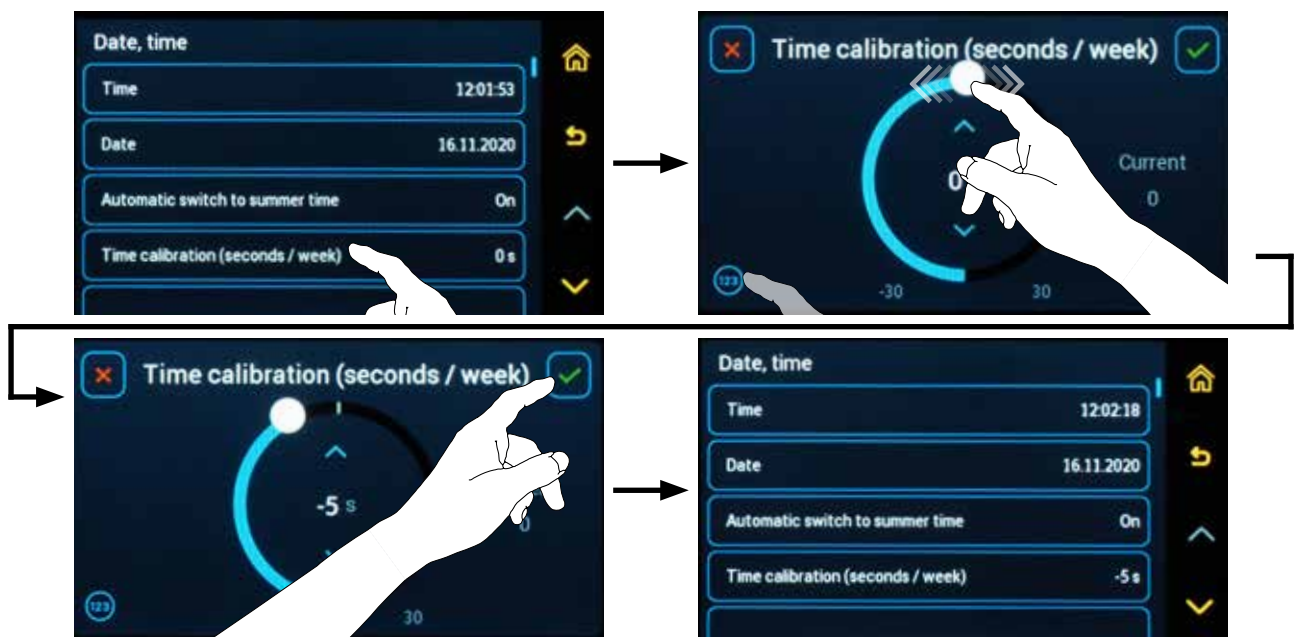 Date, time
Time 12:01:53
Date 16.11.2020
Automatic switch to summer time On
Time calibration (seconds / week) 0 s
Time calibration (seconds / week)
0
Current
0
123
-30 30
Time calibration (seconds / week)
-5 s
0
123
30
Date, time
Time 12:02:18
Date 16.11.2020
Automatic switch to summer time On
Time calibration (seconds / week) -5 s